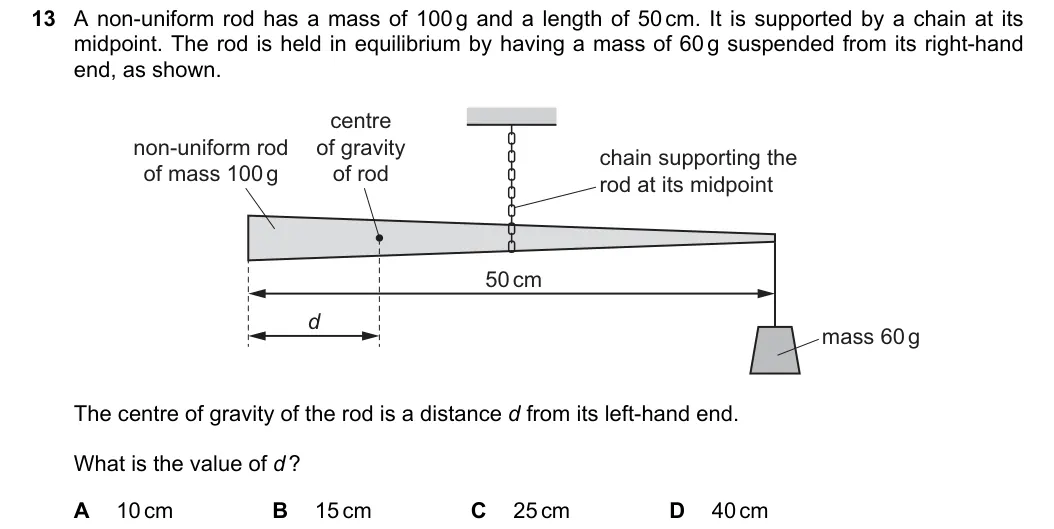 13 A non-uniform rod has a mass of 100 g and a length of 50 cm. It is supported by a chain at its
midpoint. The rod is held in equilibrium by having a mass of 60 g suspended from its right-hand
end, as shown.
centre
of gravity
of rod
non-uniform rod
of mass 100 g
chain supporting the
rod at its midpoint
50 cm
d
mass 60 g
The centre of gravity of the rod is a distance d from its left-hand end.
What is the value of d?
A 10 cm B 15 cm C 25 cm D 40 cm